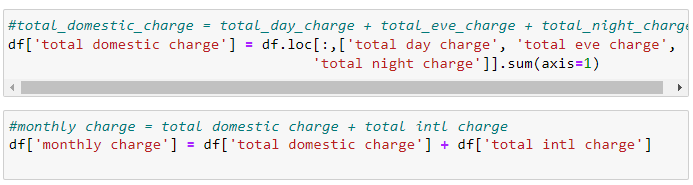 #total_domestic_charge = total_day_charge + total_eve_charge + total_night_charge
df['total domestic charge'] = df.loc[:,['total day charge', 'total eve charge',
'total night charge']].sum(axis=1)
#monthly charge = total domestic charge + total intl charge
df['monthly charge'] = df['total domestic charge'] + df['total intl charge']